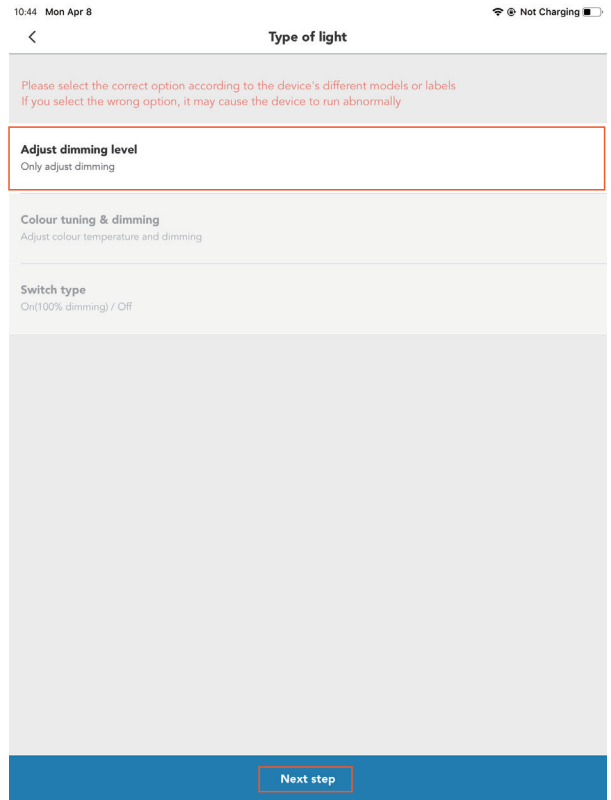 10:44 Mon Apr 8
Not Charging
Type of light
Please select the correct option according to the device's different models or labels
If you select the wrong option, it may cause the device to run abnormally
Adjust dimming level
Only adjust dimming
Colour tuning & dimming
Adjust colour temperature and dimming
Switch type
On(100% dimming) / Off
Next step